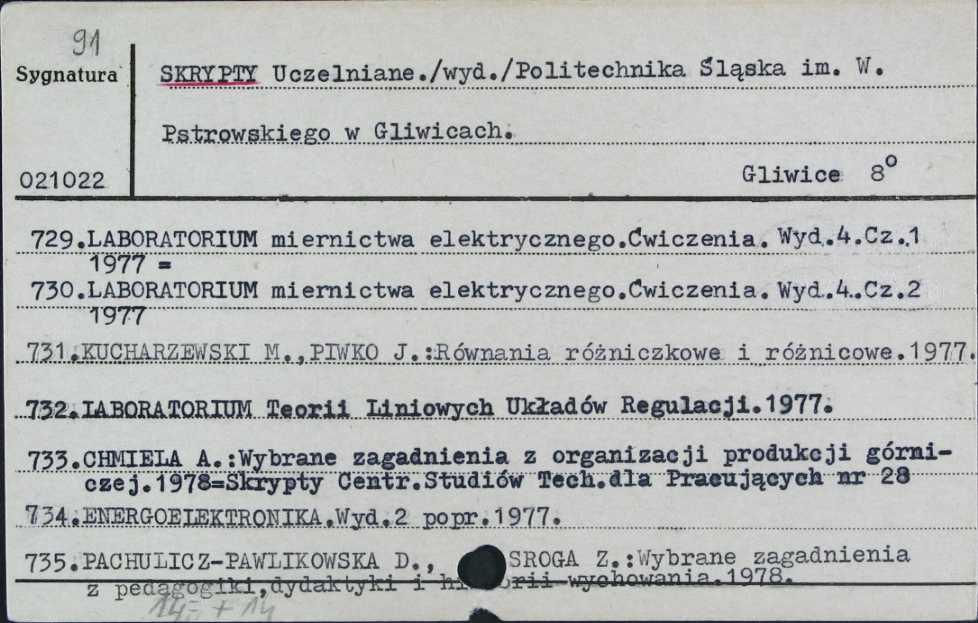 91
Sygnatura
SKRYPTY Uczelniane./wyd./Politechnika Śląska im. W.
Pstrowskiego w Gliwicach.
021022
Gliwice 8°
729.LABORATORIUM miernictwa elektrycznego.Ćwiczenia. Wyd.4.Cz.1
1977 =
730.LABORATORIUM miernictwa elektrycznego.Ćwiczenia. Wyd.4.Cz.2
1977
731.KUCHARZEWSKI M.,PIWKO J.:Równania różniczkowe i różnicowe.1977.
732.LABORATORIUM Teorii Liniowych Układów Regulacji.1977.
733.CHMIELA A.:Wybrane zagadnienia z organizacji produkcji górni-
czej.1978=Skrypty Centr.Studiów Tech.dla Pracujących nr 28
734.ENERGOELEKTRONIKA.Wyd.2 popr.1977.
735.PACHULICZ-PAWLIKOWSKA D., SROGA Z.:Wybrane zagadnienia
z pedagogiki,dydaktyki i hi orii wychowania.1978.